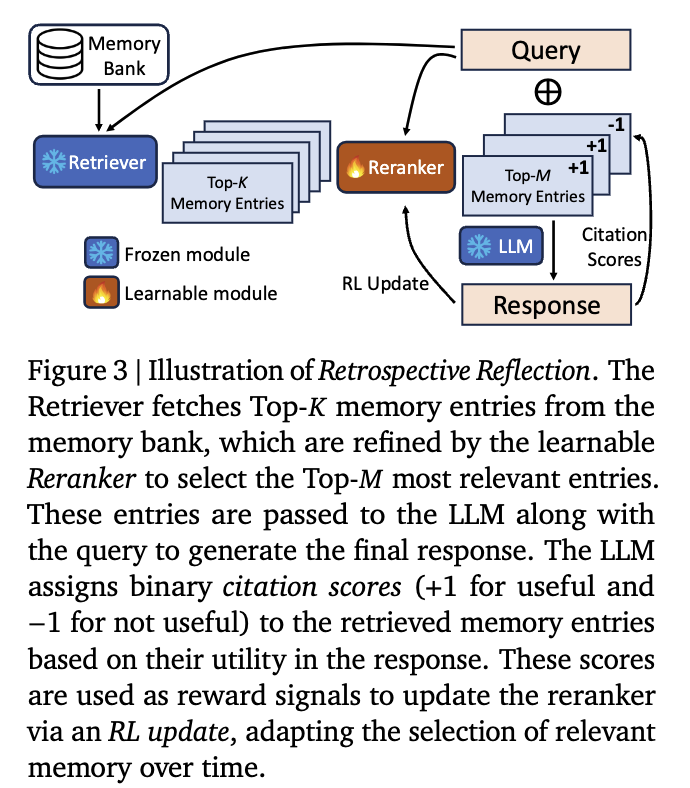 Memory
Bank
Query
-1
+1
+1
Retriever
Top-K
Memory Entries
Reranker
Top-M
Memory Entries
Frozen module
Learnable module
LLM
Citation
Scores
RL Update
Response
Figure 3 | Illustration of Retrospective Reflection. The
Retriever fetches Top-K memory entries from the
memory bank, which are refined by the learnable
Reranker to select the Top-M most relevant entries.
These entries are passed to the LLM along with
the query to generate the final response. The LLM
assigns binary citation scores (+1 for useful and
−1 for not useful) to the retrieved memory entries
based on their utility in the response. These scores
are used as reward signals to update the reranker
via an RL update, adapting the selection of relevant
memory over time.